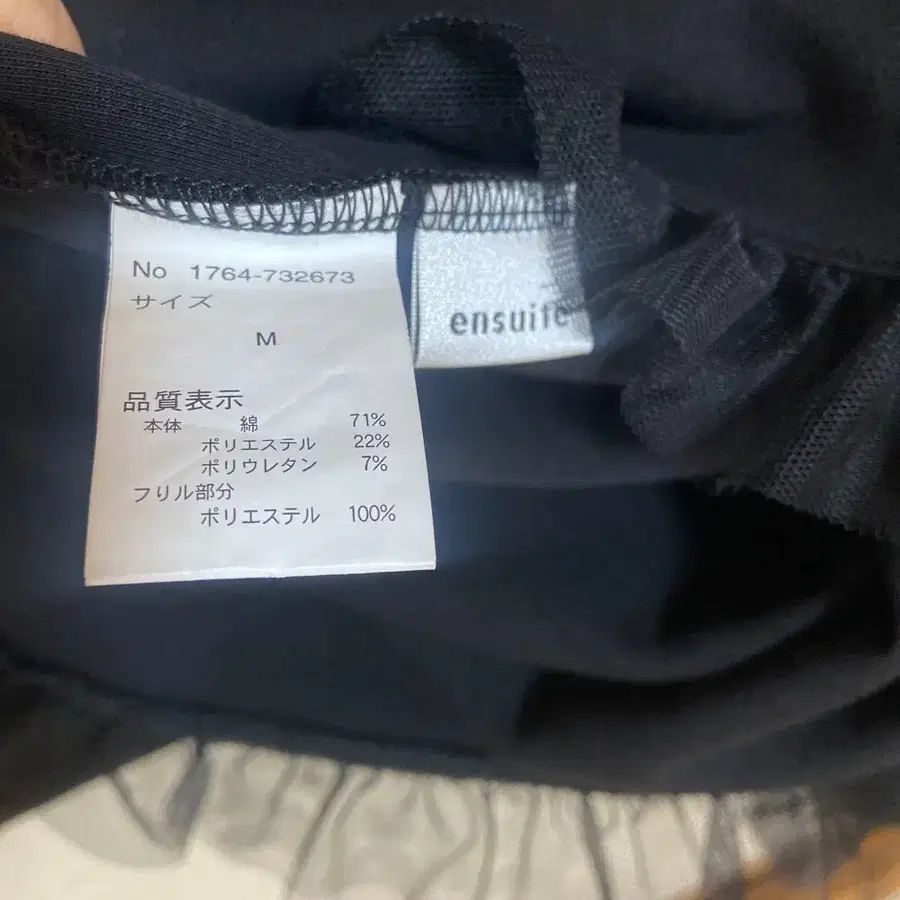 No 1764-732673
サイズ
M
品質表示
本体 綿 71%
ポリエステル 22%
ポリウレタン 7%
フリル部分
ポリエステル 100%
ensuite